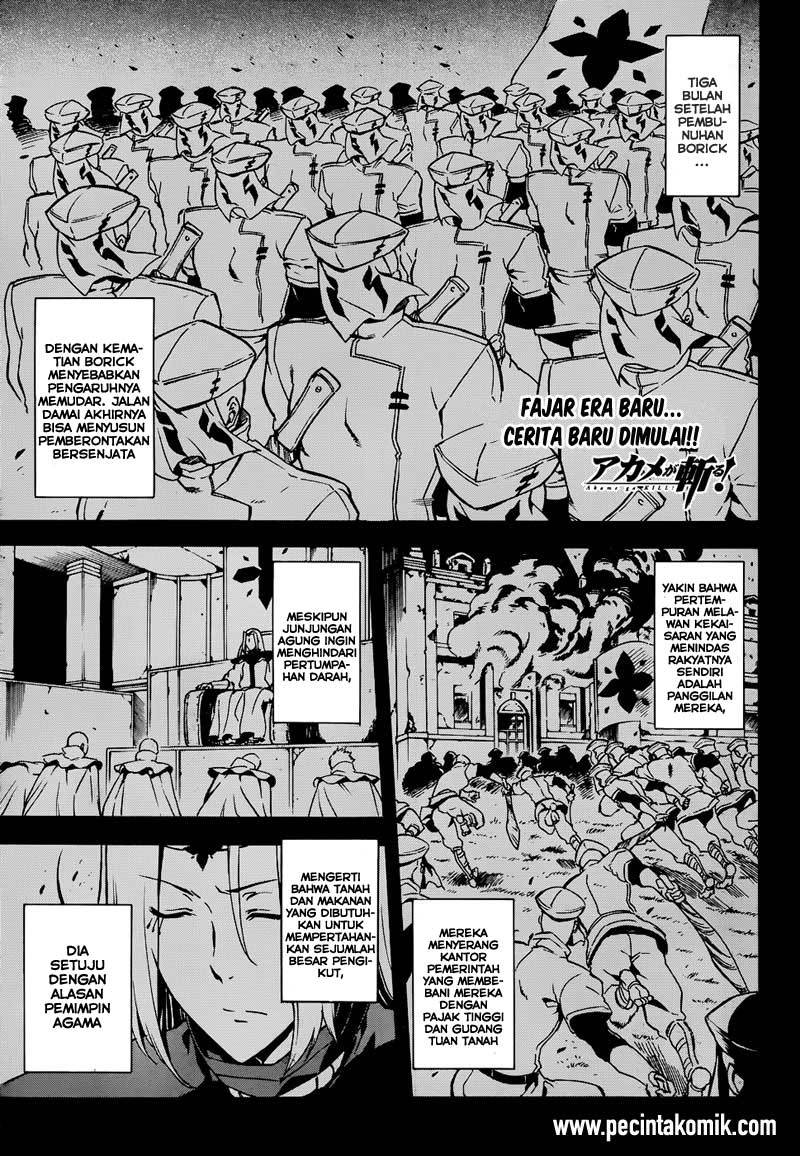 TIGA
BULAN
SETELAH
PEMBU-
NUHAN
BORICK
...
DENGAN KEMA-
TIAN BORICK
MENYEBABKAN
PENGARUHNYA
MEMUDAR. JALAN
DAMAI AKHIRNYA
BISA MENYUSUN
PEMBERONTAKAN
BERSENJATA
FAJAR ERA BARU...
CERITA BARU DIMULAI!!
アカメが斬る!
Akame ga KILL!
YAKIN BAHWA
PERTEM-
PURAN MELA-
WAN KEKAI-
SARAN YANG
MENINDAS
RAKYATNYA
SENDIRI
ADALAH
PANGGILAN
MEREKA,
MESKIPUN
JUNJUNGAN
AGUNG INGIN
MENGHINDARI
PERTUMPA-
HAN DARAH,
MEREKA
MENYERANG
KANTOR
PEMERINTAH
YANG MEMBE-
BANI MEREKA
DENGAN
PAJAK TINGGI
DAN GUDANG
TUAN TANAH
MENGERTI
BAHWA TANAH
DAN MAKANAN
YANG DIBUTUH-
KAN UNTUK
MEMPERTAHAN-
KAN SEJUMLAH
BESAR PENGI-
KUT,
DIA
SETUJU
DENGAN
ALASAN
PEMIMPIN
AGAMA
www.pecintakomik.com